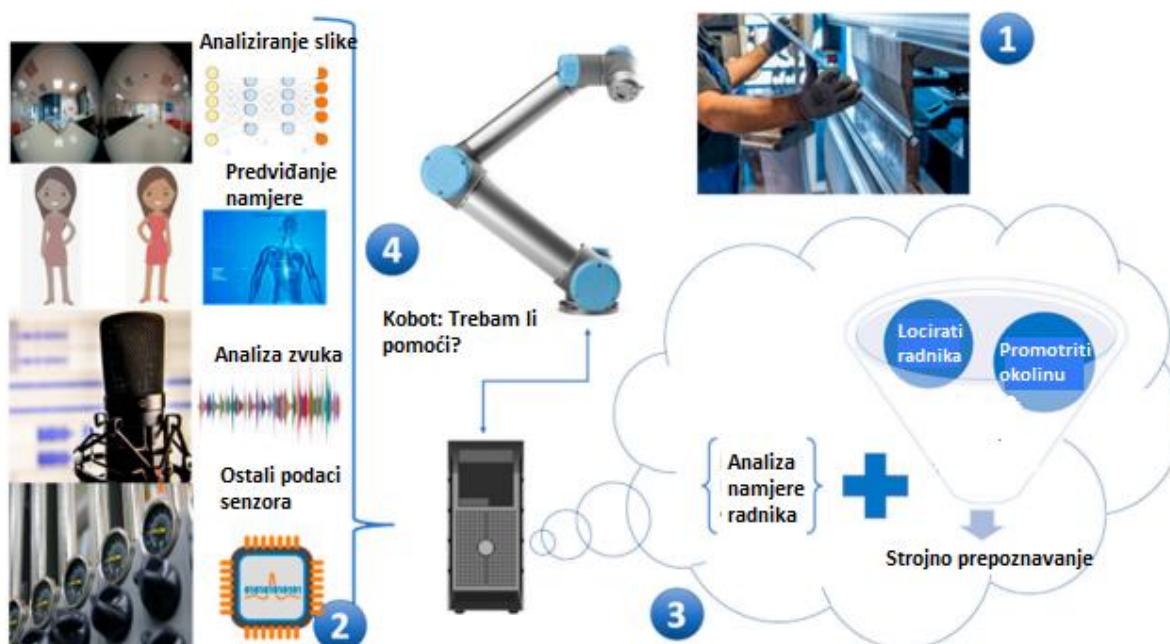 Analiziranje slike
Predviđanje
namjere
Analiza zvuka
Ostali podaci
senzora
2
4
Kobot: Trebam li
pomoći?
1
Locirati
radnika
Promotriti
okolinu
Analiza
namjere
radnika
Strojno prepoznavanje
3